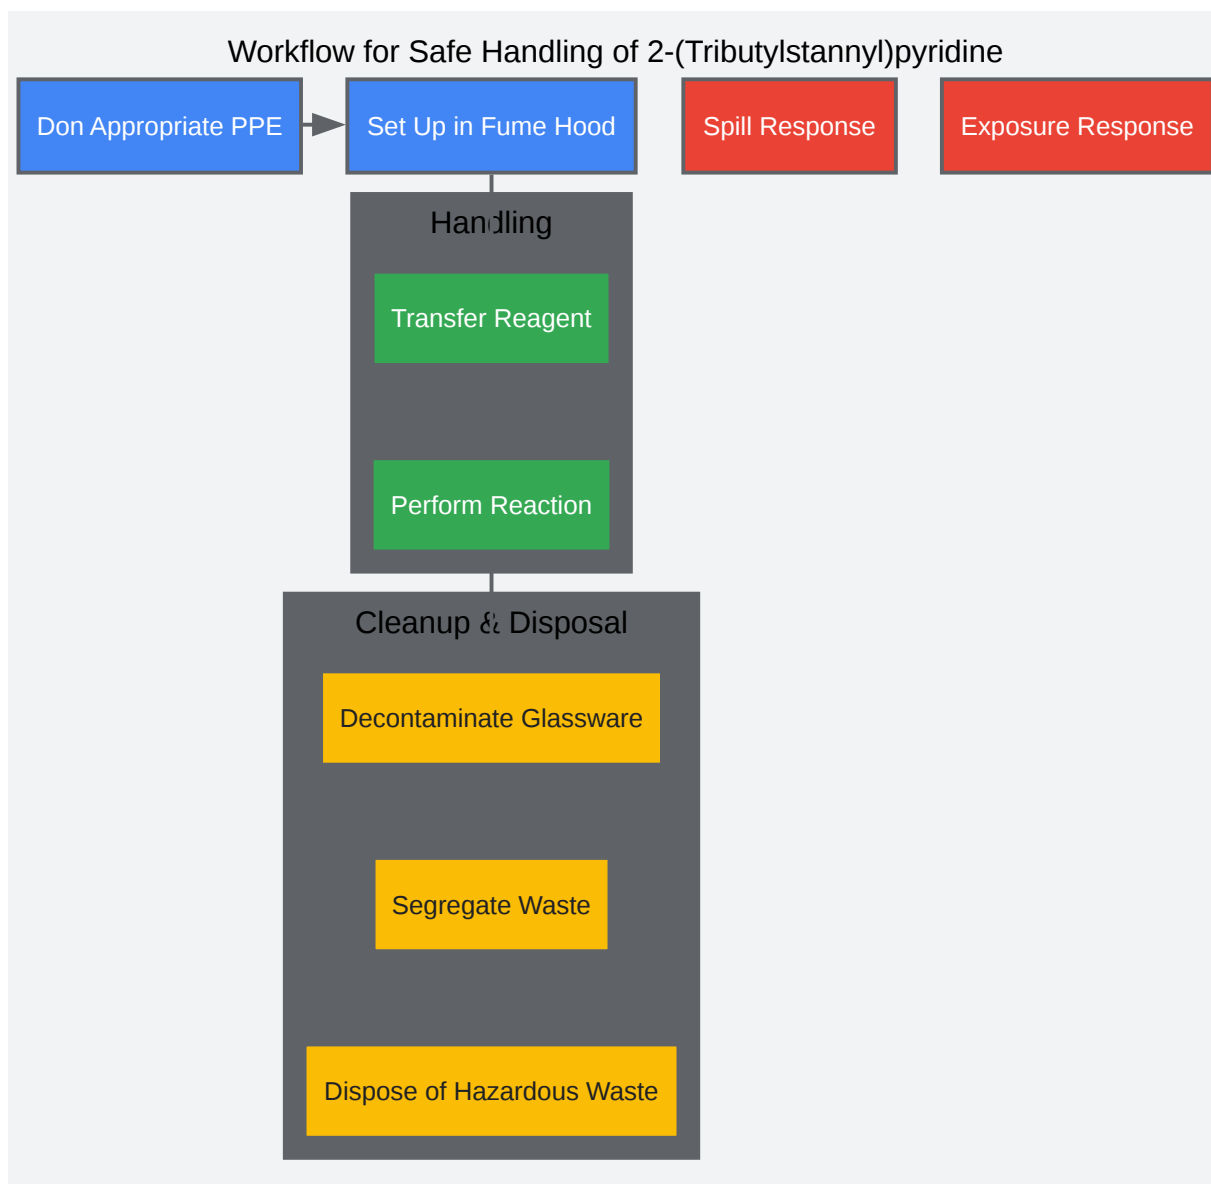 Workflow for Safe Handling of 2-(Tributylstannyl)pyridine
Don Appropriate PPE
Set Up in Fume Hood
Spill Response
Exposure Response
Handling
Transfer Reagent
Perform Reaction
Cleanup & Disposal
Decontaminate Glassware
Segregate Waste
Dispose of Hazardous Waste